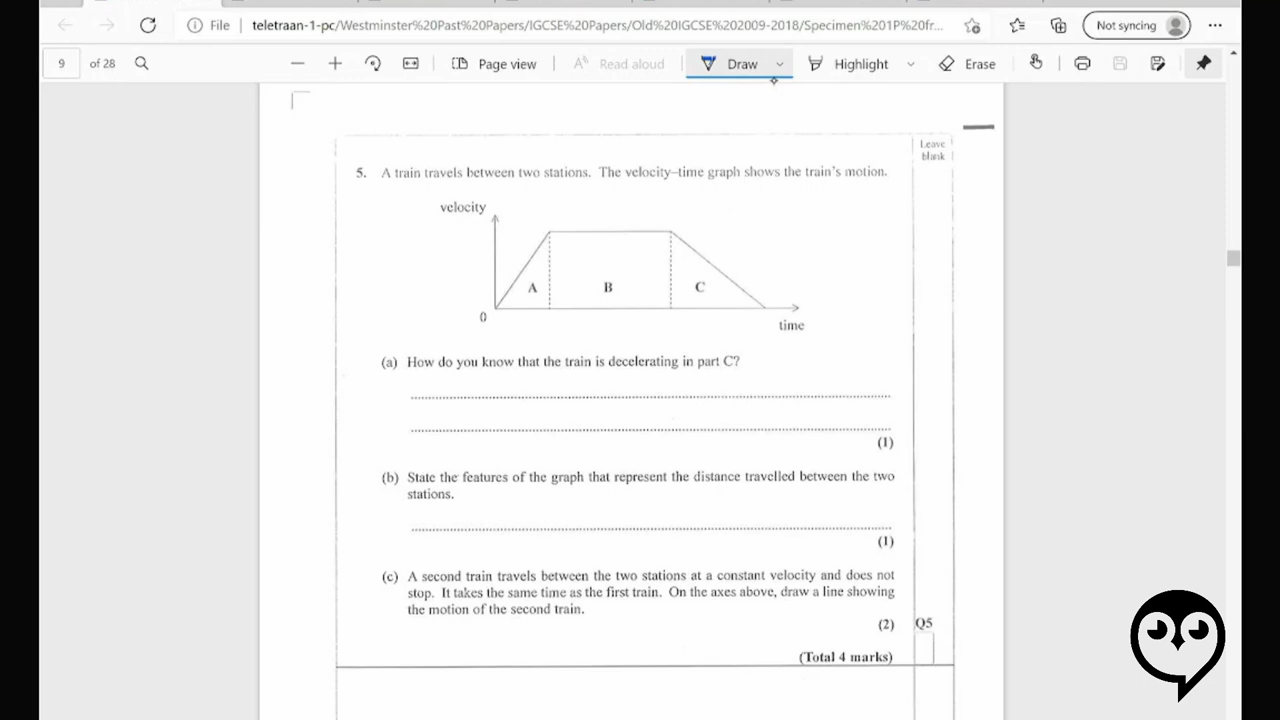 File
teletraan-1-pc/Westminster%20Past%20Papers/IGCSE%20Papers/Old%20IGCSE%202009-2018/Specimen%201P%20fr...
Not syncing
9 of 28
Page view
Read aloud
Draw
Highlight
Erase
Leave
blank
5. A train travels between two stations. The velocity–time graph shows the train's motion.
velocity
A
B
C
0
time
(a) How do you know that the train is decelerating in part C?
(1)
(b) State the features of the graph that represent the distance travelled between the two
stations.
(1)
(c) A second train travels between the two stations at a constant velocity and does not
stop. It takes the same time as the first train. On the axes above, draw a line showing
the motion of the second train.
(2)
Q5
(Total 4 marks)